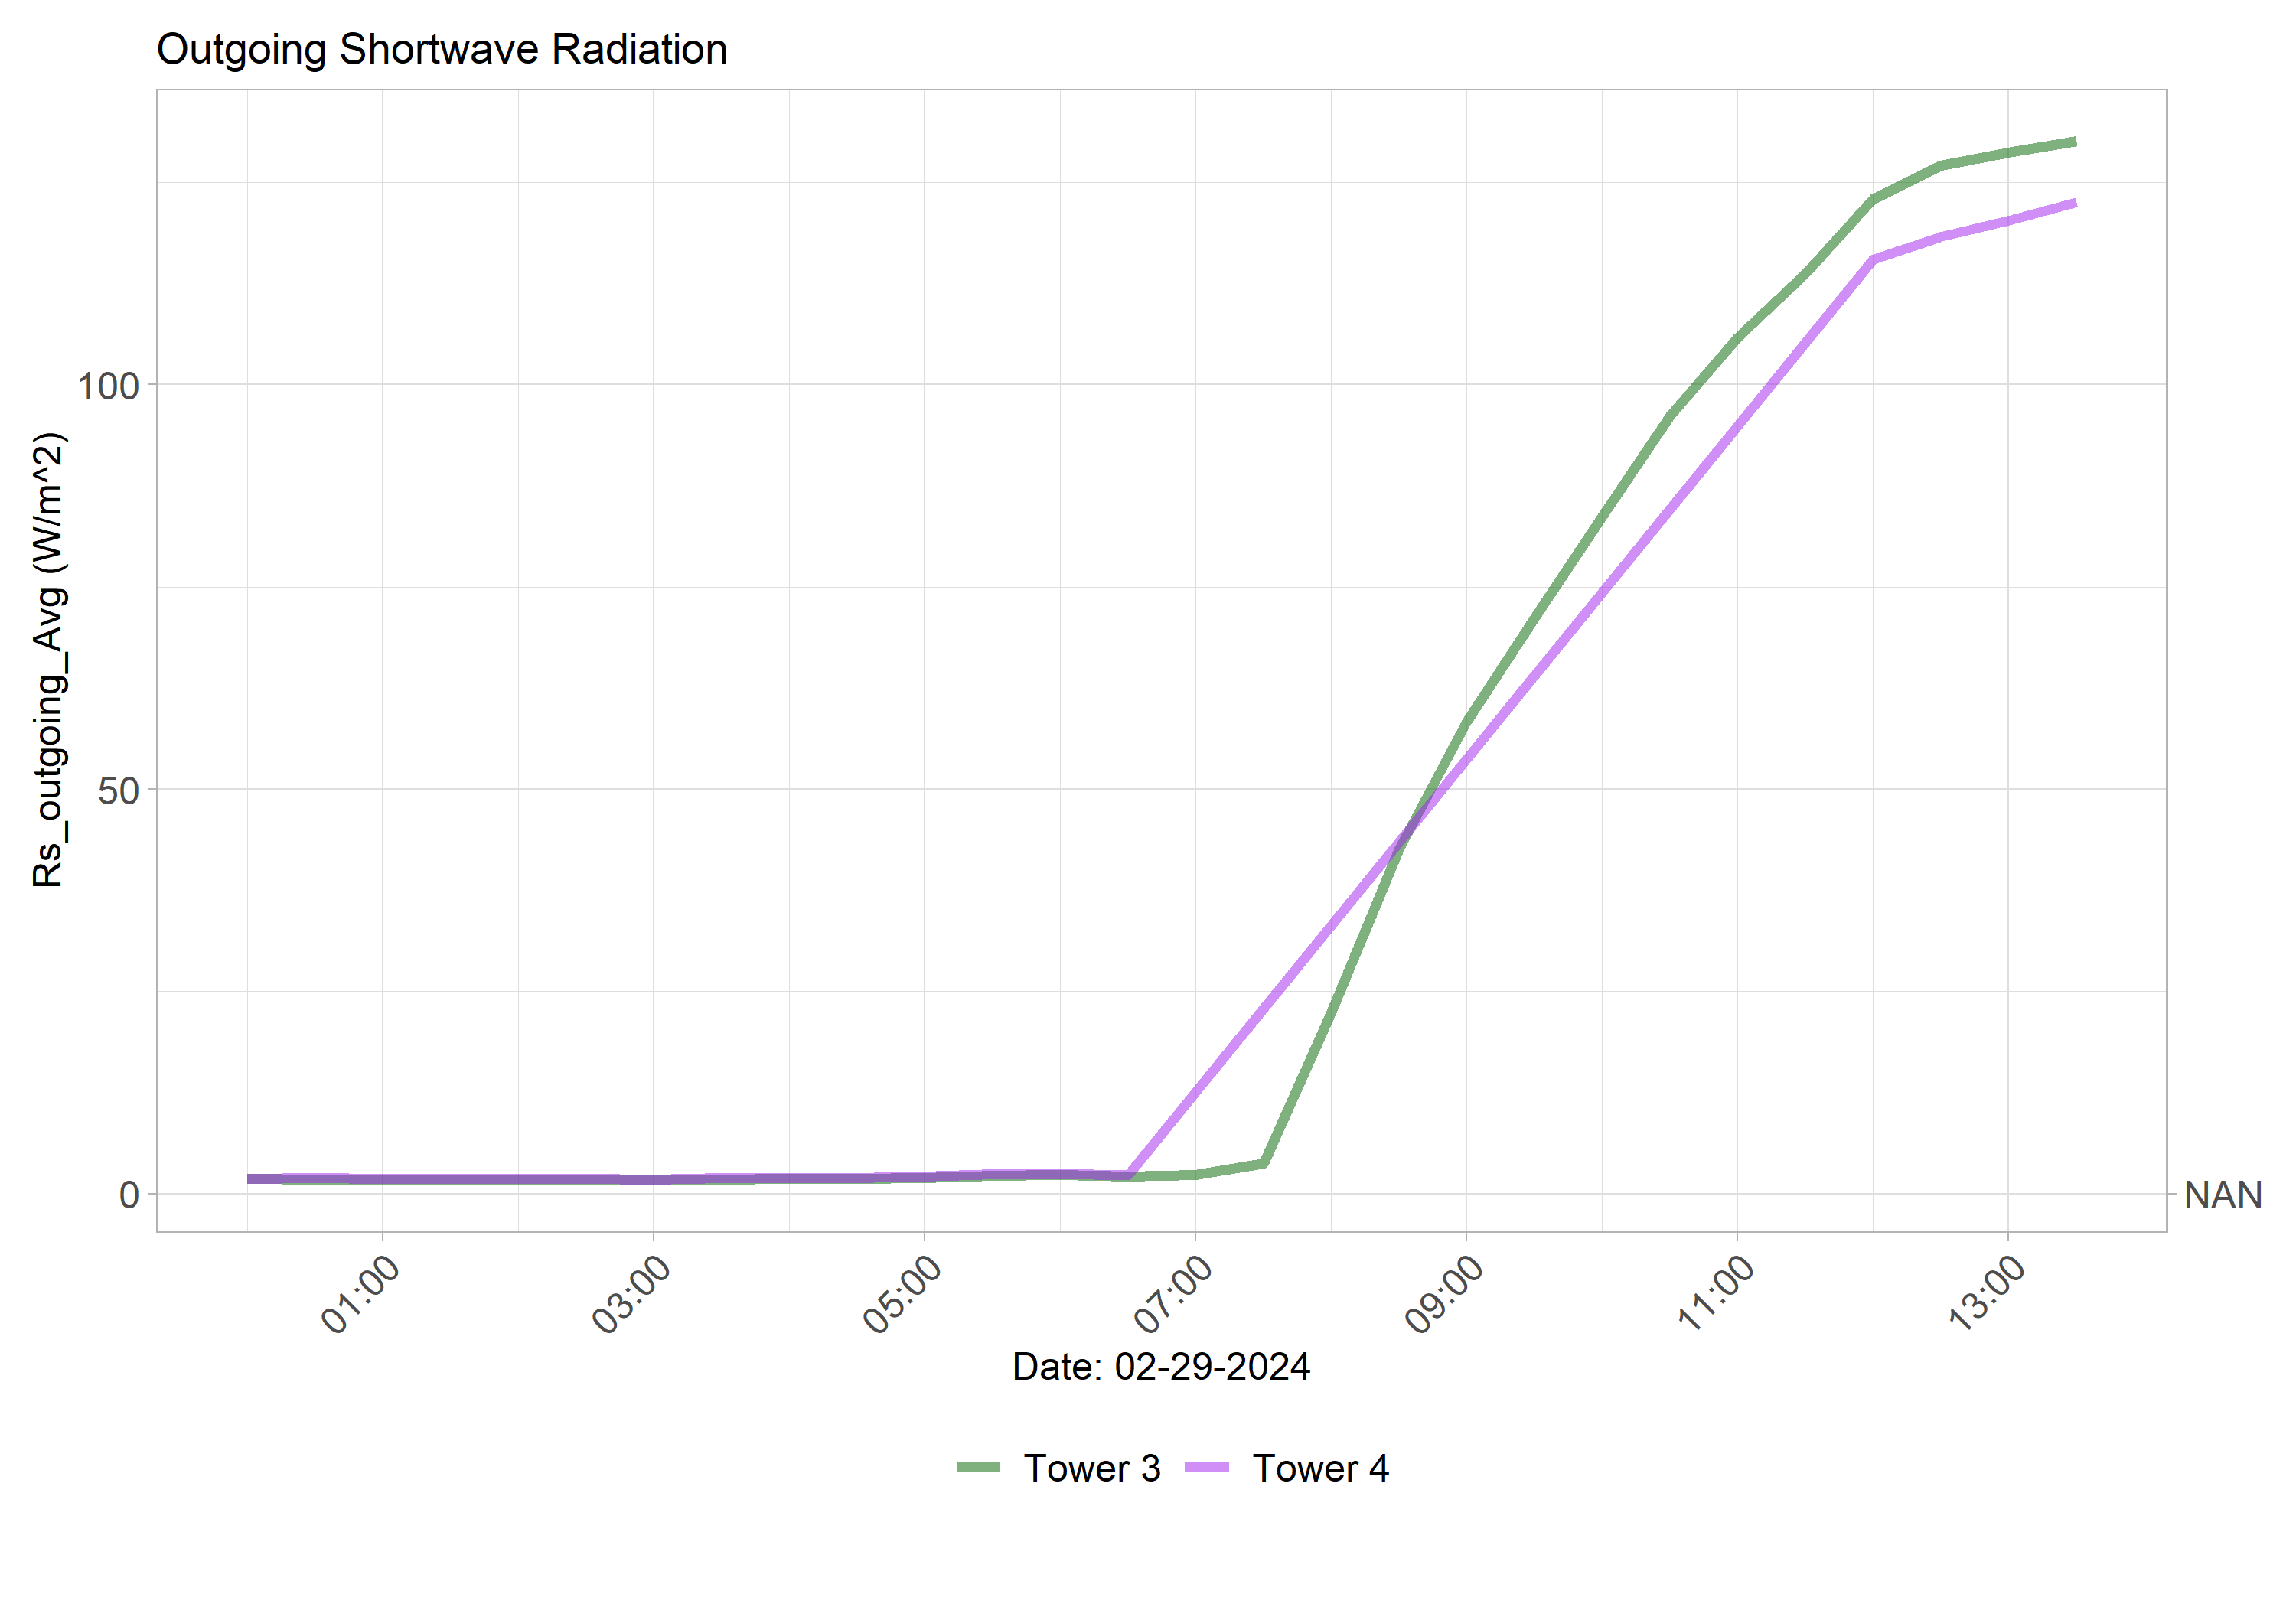 Outgoing Shortwave Radiation
Rs_outgoing_Avg (W/m^2)
100
50
0
NAN
01:00
03:00
05:00
07:00
09:00
11:00
13:00
Date: 02-29-2024
Tower 3
Tower 4